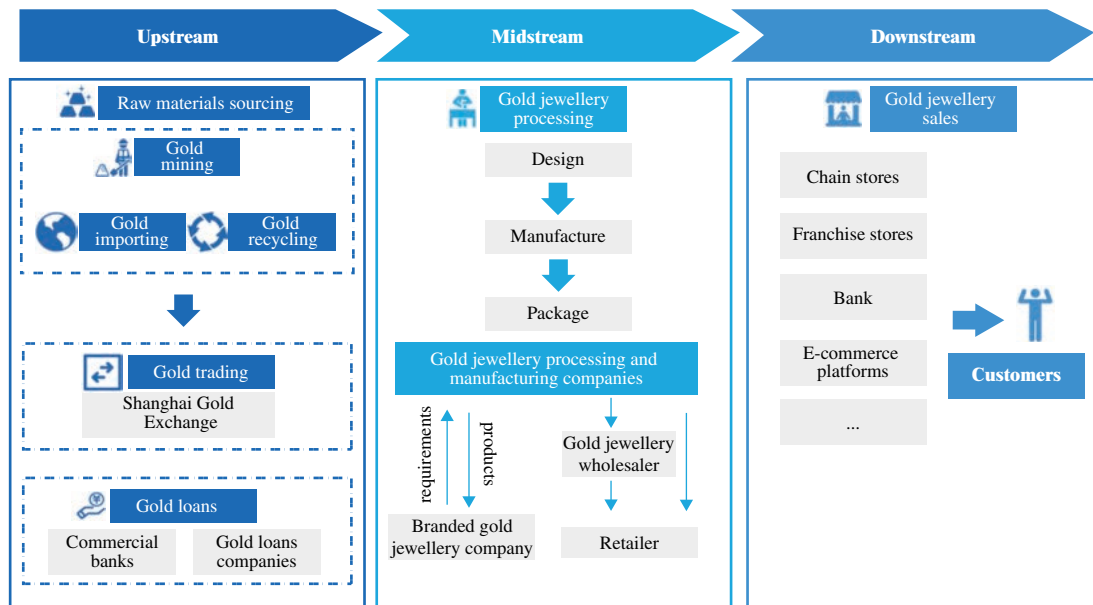 Upstream
Midstream
Downstream
Raw materials sourcing
Gold
mining
Gold
importing
Gold
recycling
Gold trading
Shanghai Gold
Exchange
Gold loans
Commercial
banks
Gold loans
companies
Gold jewellery
processing
Design
Manufacture
Package
Gold jewellery processing and
manufacturing companies
requirements
products
Gold jewellery
wholesaler
Branded gold
jewellery company
Retailer
Gold jewellery
sales
Chain stores
Franchise stores
Bank
E-commerce
platforms
...
Customers